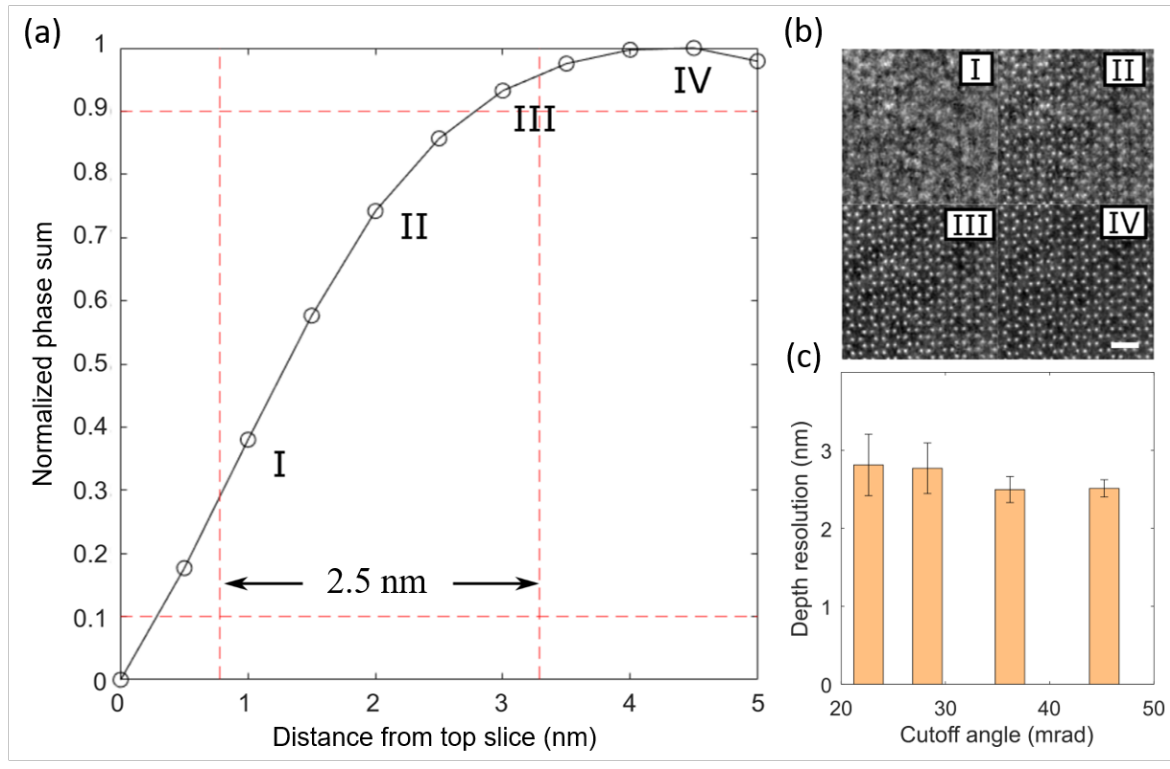 (a)
Normalized phase sum
1
0.9
0.8
0.7
0.6
0.5
0.4
0.3
0.2
0.1
0
0 1 2 3 4 5
Distance from top slice (nm)
I
II
III
IV
2.5 nm
(b)
I
II
III
IV
(c)
Depth resolution (nm)
3
2
1
0
20 30 40 50
Cutoff angle (mrad)